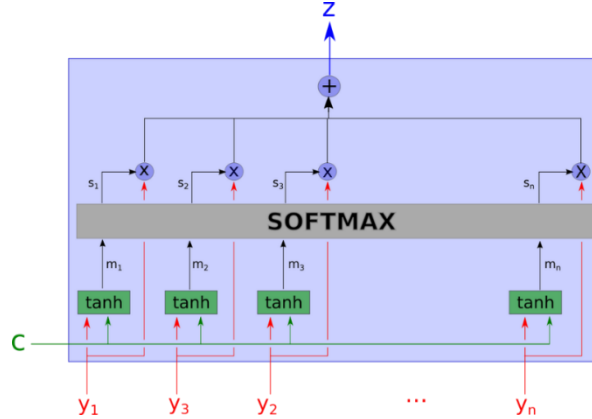 z
+
x x x x
s₁ s₂ s₃ sₙ
SOFTMAX
m₁ m₂ m₃ mₙ
tanh tanh tanh tanh
C
y₁ y₃ y₂ ... yₙ